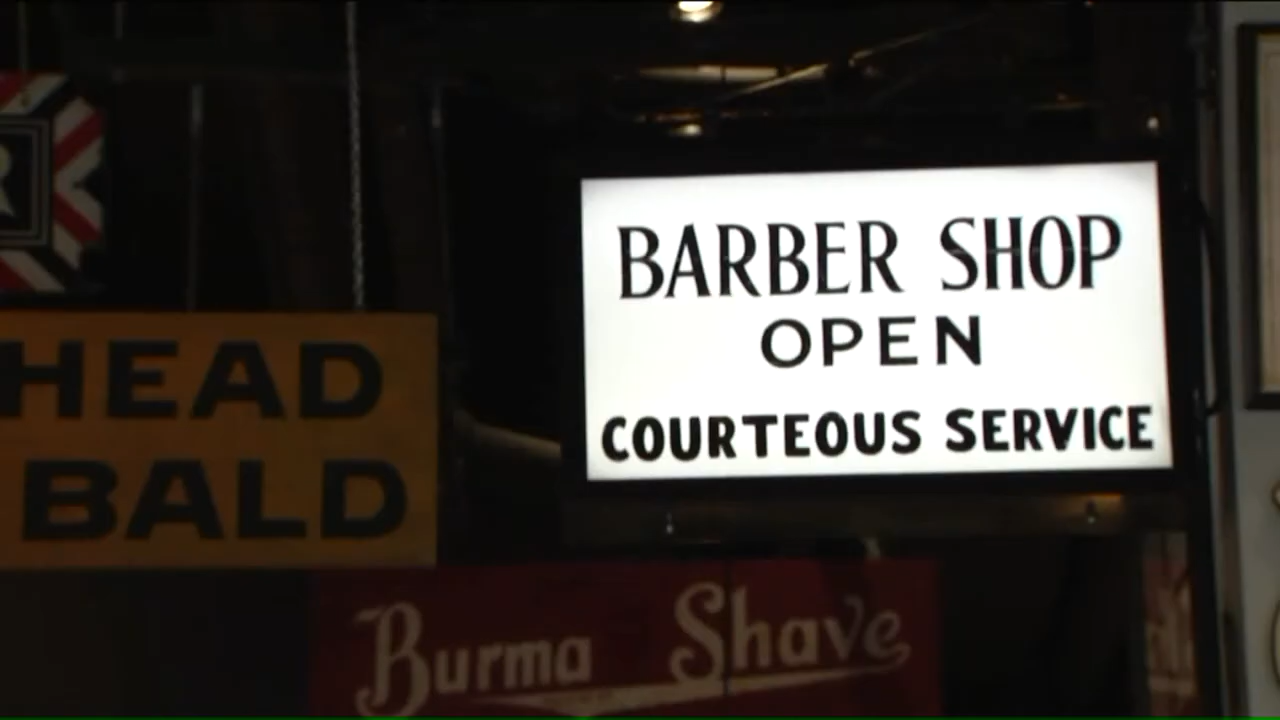 HEAD
BALD
BARBER SHOP
OPEN
COURTEOUS SERVICE
Burma Shave